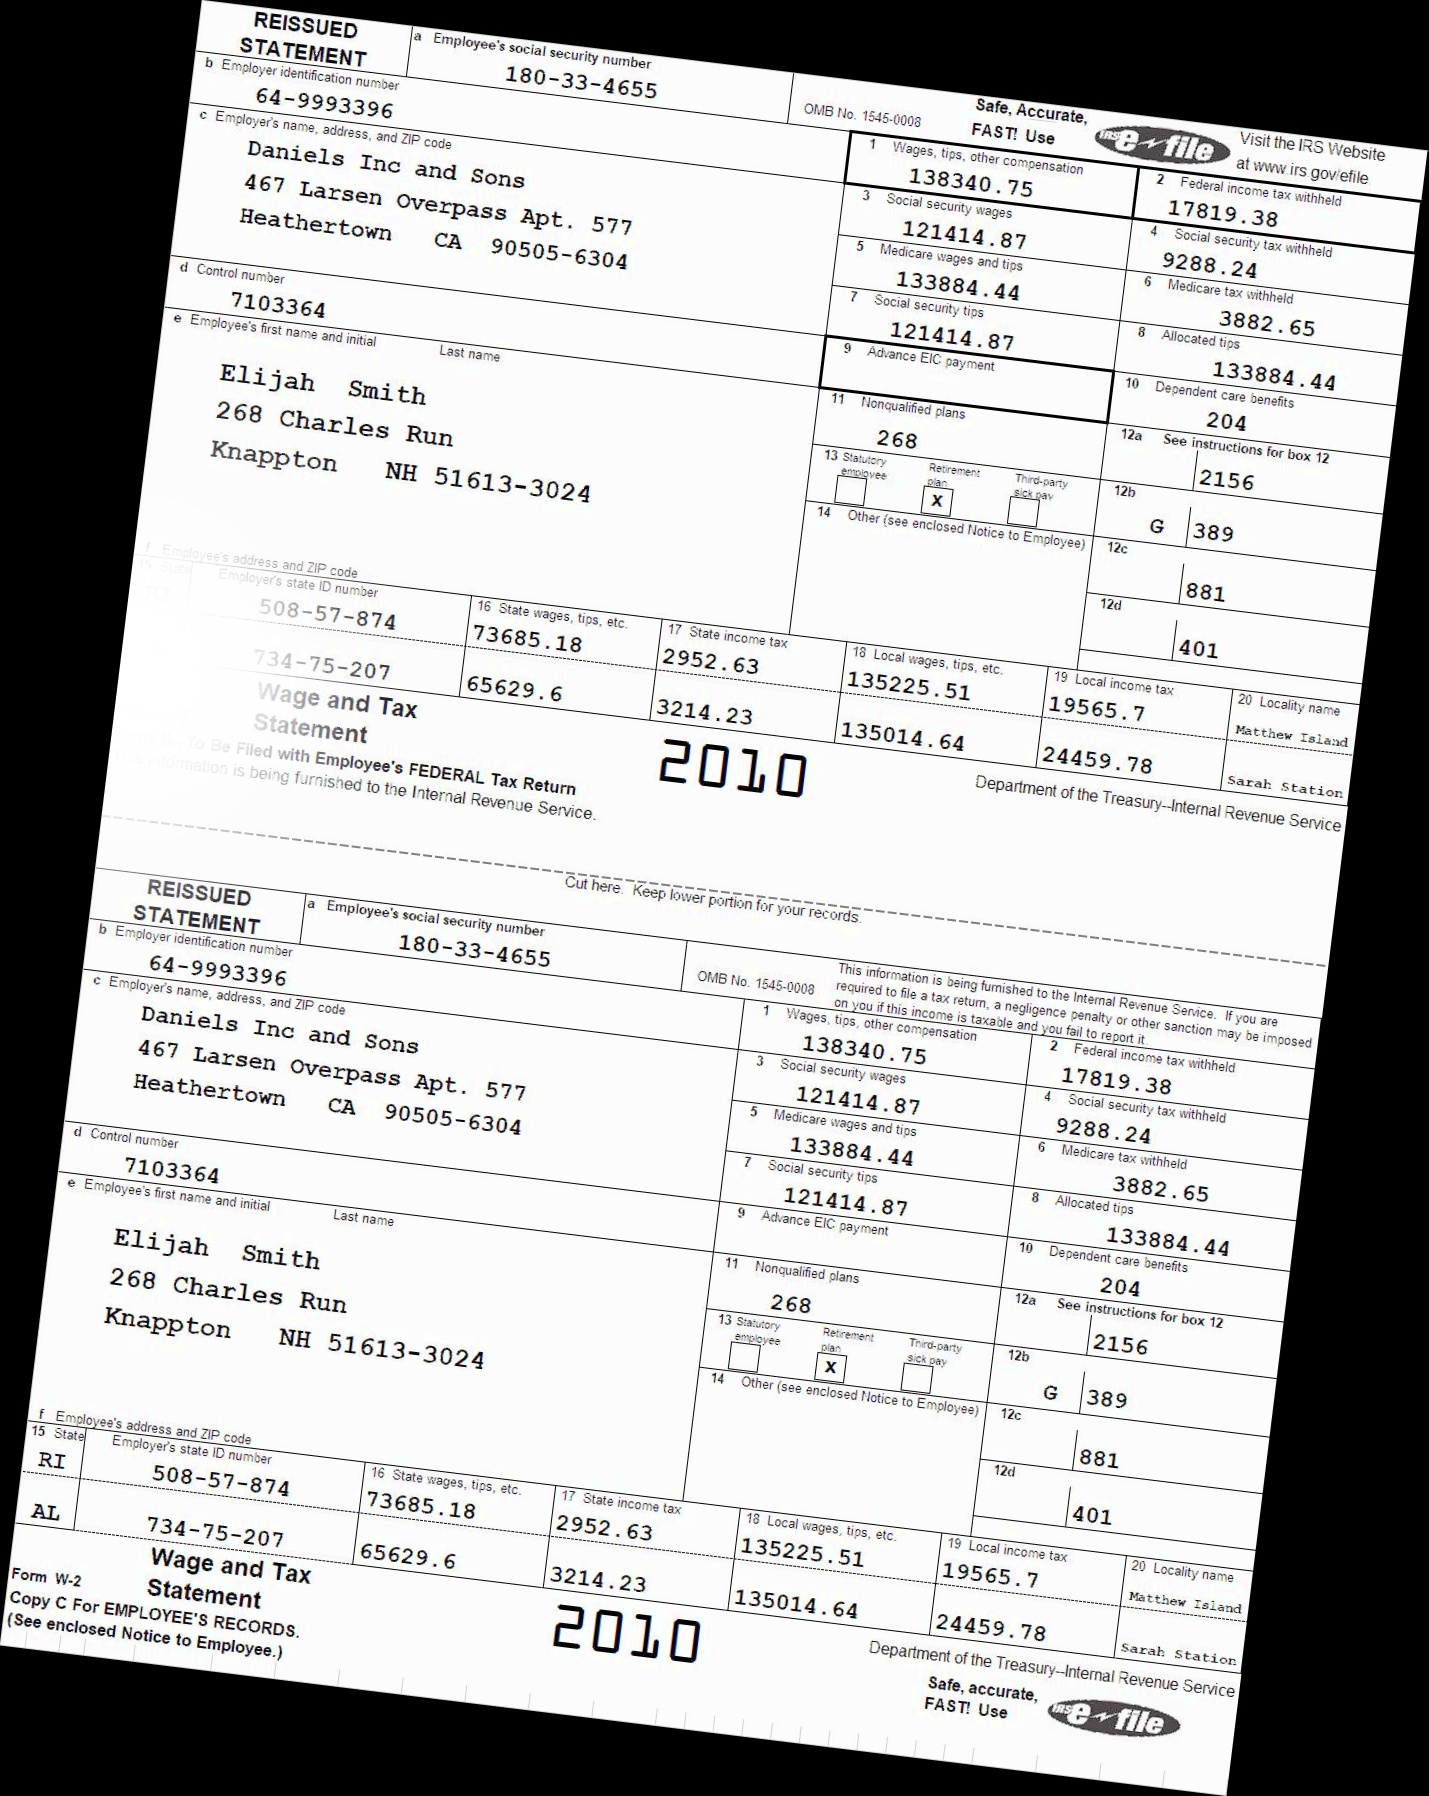 REISSUED
STATEMENT
a Employee's social security number
180-33-4655
OMB No. 1545-0008
Safe, Accurate,
FAST! Use
IRS e~file
Visit the IRS Website
at www.irs.gov/efile.
b Employer identification number
64-9993396
c Employer's name, address, and ZIP code
Daniels Inc and Sons
467 Larsen Overpass Apt. 577
Heathertown CA 90505-6304
d Control number
7103364
e Employee's first name and initial Last name
Elijah Smith
268 Charles Run
Knappton NH 51613-3024
f Employee's address and ZIP code
1 Wages, tips, other compensation
138340.75
2 Federal income tax withheld
17819.38
3 Social security wages
121414.87
4 Social security tax withheld
9288.24
5 Medicare wages and tips
133884.44
6 Medicare tax withheld
3882.65
7 Social security tips
121414.87
8 Allocated tips
133884.44
9 Advance EIC payment
10 Dependent care benefits
204
11 Nonqualified plans
268
12a See instructions for box 12
2156
13 Statutory employee Retirement plan Third-party sick pay
X
12b
G 389
14 Other (see enclosed Notice to Employee)
12c
881
12d
401
15 State Employer's state ID number
508-57-874
734-75-207
16 State wages, tips, etc.
73685.18
65629.6
17 State income tax
2952.63
3214.23
18 Local wages, tips, etc.
135225.51
135014.64
19 Local income tax
19565.7
24459.78
20 Locality name
Matthew Island
Sarah Station
Wage and Tax
Statement
2010
Department of the Treasury--Internal Revenue Service
To Be Filed with Employee's FEDERAL Tax Return
information is being furnished to the Internal Revenue Service.
Cut here. Keep lower portion for your records.
REISSUED
STATEMENT
a Employee's social security number
180-33-4655
OMB No. 1545-0008
This information is being furnished to the Internal Revenue Service. If you are
required to file a tax return, a negligence penalty or other sanction may be imposed
on you if this income is taxable and you fail to report it.
b Employer identification number
64-9993396
c Employer's name, address, and ZIP code
Daniels Inc and Sons
467 Larsen Overpass Apt. 577
Heathertown CA 90505-6304
d Control number
7103364
e Employee's first name and initial Last name
Elijah Smith
268 Charles Run
Knappton NH 51613-3024
f Employee's address and ZIP code
1 Wages, tips, other compensation
138340.75
2 Federal income tax withheld
17819.38
3 Social security wages
121414.87
4 Social security tax withheld
9288.24
5 Medicare wages and tips
133884.44
6 Medicare tax withheld
3882.65
7 Social security tips
121414.87
8 Allocated tips
133884.44
9 Advance EIC payment
10 Dependent care benefits
204
11 Nonqualified plans
268
12a See instructions for box 12
2156
13 Statutory employee Retirement plan Third-party sick pay
X
12b
G 389
14 Other (see enclosed Notice to Employee)
12c
881
12d
401
15 State Employer's state ID number
RI 508-57-874
AL 734-75-207
16 State wages, tips, etc.
73685.18
65629.6
17 State income tax
2952.63
3214.23
18 Local wages, tips, etc.
135225.51
135014.64
19 Local income tax
19565.7
24459.78
20 Locality name
Matthew Island
Sarah Station
Form W-2
Wage and Tax
Statement
2010
Copy C For EMPLOYEE'S RECORDS.
(See enclosed Notice to Employee.)
Department of the Treasury--Internal Revenue Service
Safe, accurate,
FAST! Use
IRS e~file